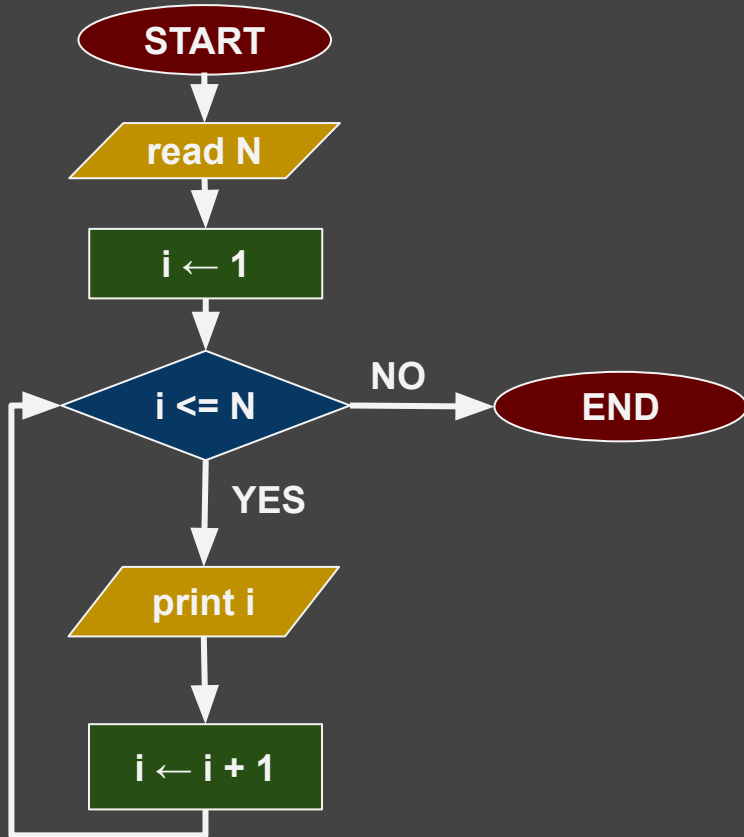 START
read N
i ← 1
i <= N
NO
END
YES
print i
i ← i + 1